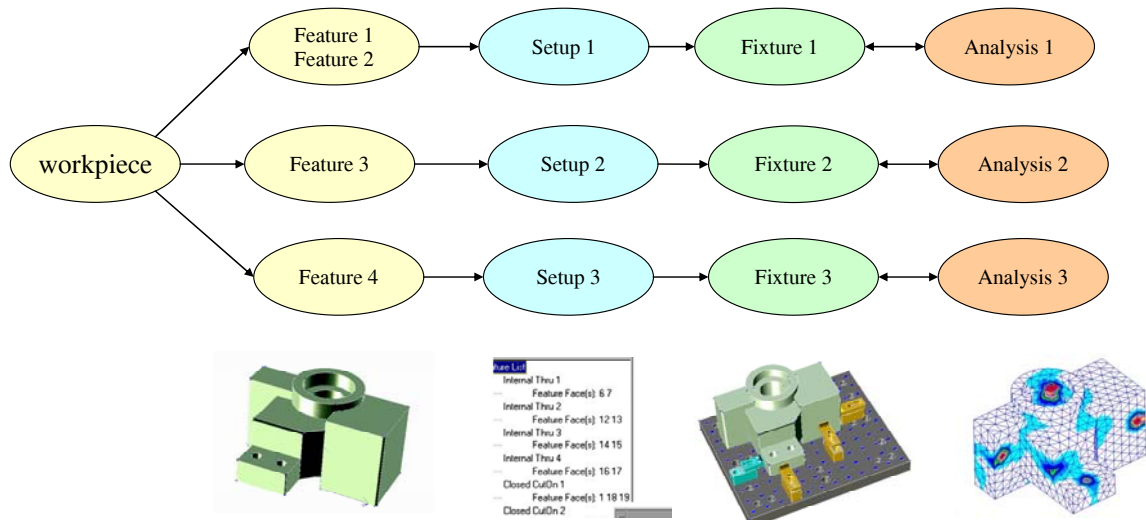 Feature 1
Feature 2
Setup 1
Fixture 1
Analysis 1
workpiece
Feature 3
Setup 2
Fixture 2
Analysis 2
Feature 4
Setup 3
Fixture 3
Analysis 3
ture List
Internal Thru 1
Feature Face(s): 6 7
Internal Thru 2
Feature Face(s): 12 13
Internal Thru 3
Feature Face(s): 14 15
Internal Thru 4
Feature Face(s): 16 17
Closed CutOn 1
Feature Face(s): 1 18 19
Closed CutOn 2